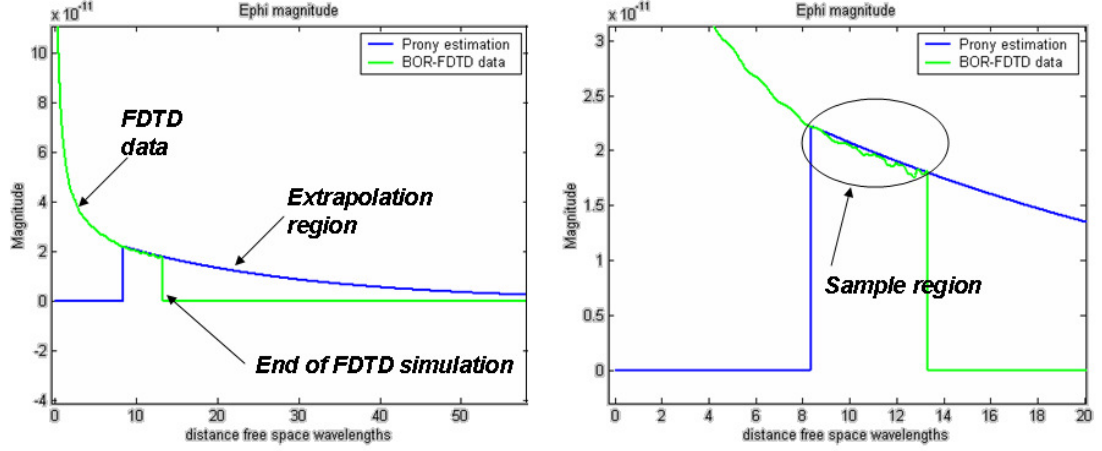 x 10⁻¹¹
Ephi magnitude
Prony estimation
BOR-FDTD data
10
8
6
4
2
0
-2
-4
Magnitude
FDTD
data
Extrapolation
region
End of FDTD simulation
0
10
20
30
40
50
distance free space wavelengths
x 10⁻¹¹
Ephi magnitude
Prony estimation
BOR-FDTD data
3
2.5
2
1.5
1
0.5
0
Magnitude
Sample region
0
2
4
6
8
10
12
14
16
18
20
distance free space wavelengths